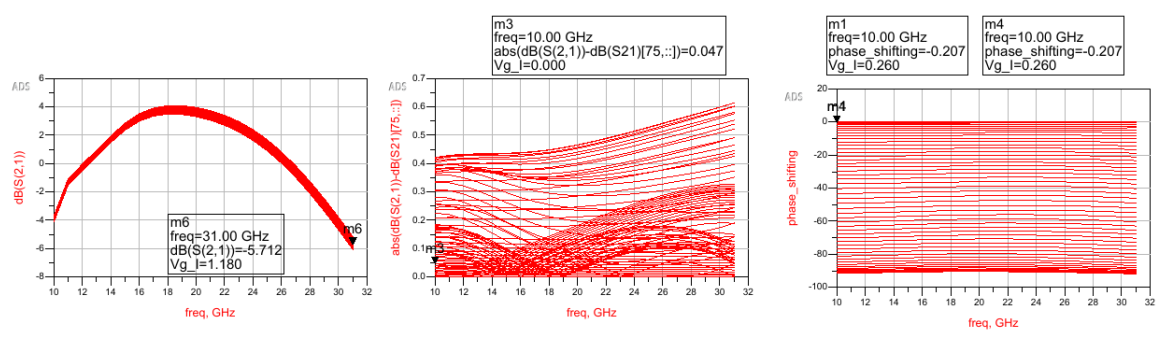 m3
freq=10.00 GHz
abs(dB(S(2,1))-dB(S21)[75,::])=0.047
Vg_I=0.000
m1
freq=10.00 GHz
phase_shifting=-0.207
Vg_I=0.260
m4
freq=10.00 GHz
phase_shifting=-0.207
Vg_I=0.260
ADS
6
4
2
0
-2
-4
-6
-8
dB(S(2,1))
m6
freq=31.00 GHz
dB(S(2,1))=-5.712
Vg_I=1.180
m6
10 12 14 16 18 20 22 24 26 28 30 32
freq, GHz
ADS
0.7
0.6
0.5
0.4
0.3
0.2
0.1
0.0
abs(dB(S(2,1))-dB(S21)[75,::])
m3
10 12 14 16 18 20 22 24 26 28 30 32
freq, GHz
ADS
20
0
-20
-40
-60
-80
-100
phase_shifting
m4
10 12 14 16 18 20 22 24 26 28 30 32
freq, GHz